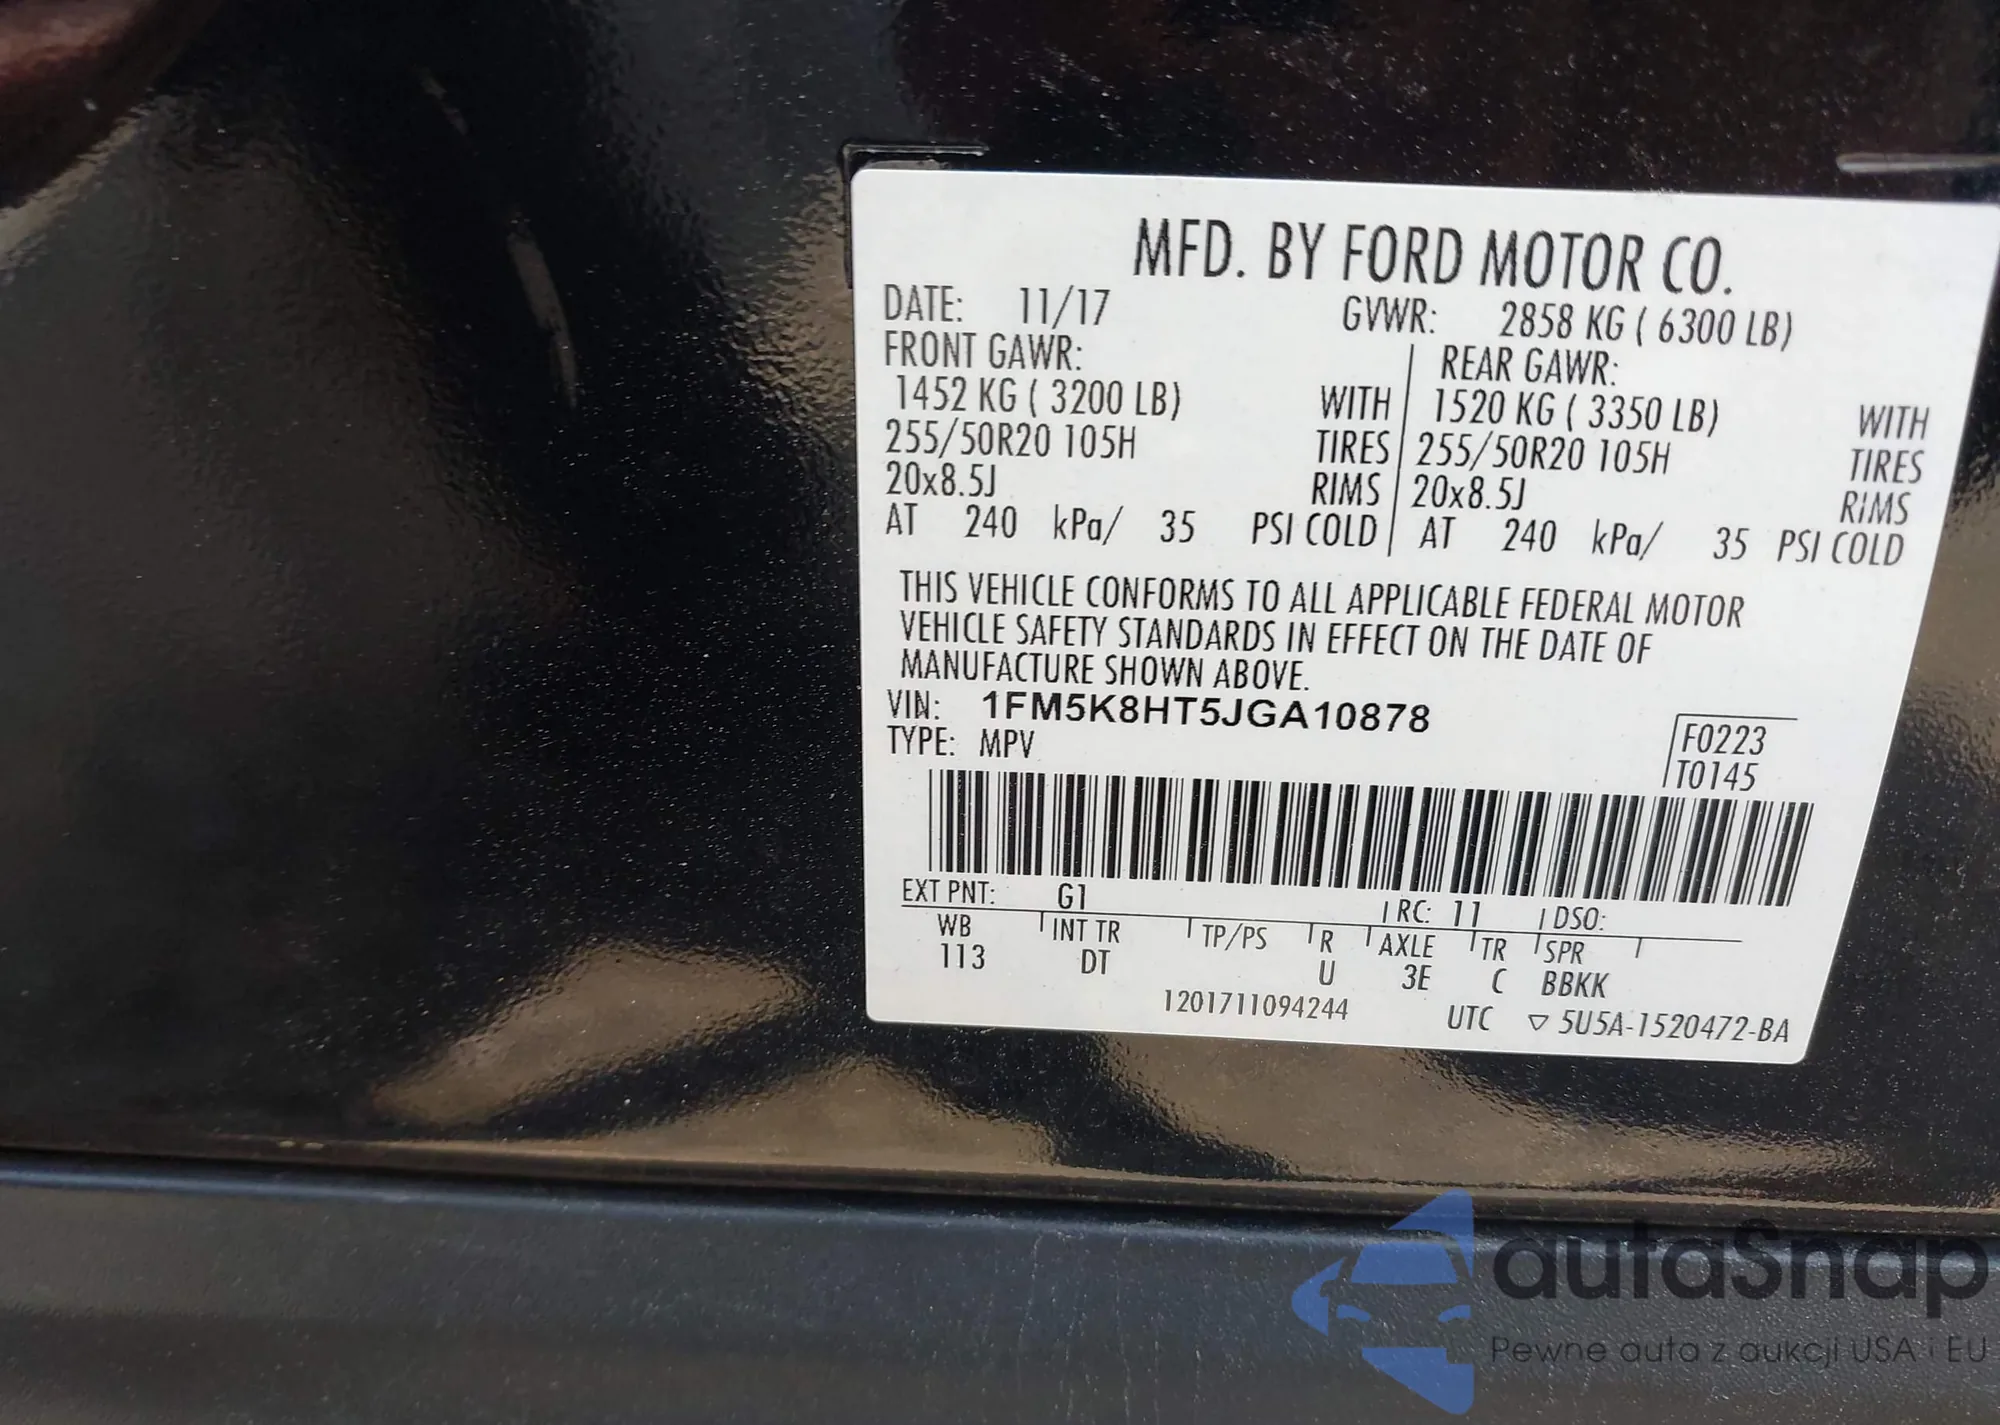 MFD. BY FORD MOTOR CO.
DATE: 11/17 GVWR: 2858 KG ( 6300 LB)
FRONT GAWR: REAR GAWR:
1452 KG ( 3200 LB) WITH 1520 KG ( 3350 LB) WITH
255/50R20 105H TIRES 255/50R20 105H TIRES
20x8.5J RIMS 20x8.5J RIMS
AT 240 kPa/ 35 PSI COLD AT 240 kPa/ 35 PSI COLD
THIS VEHICLE CONFORMS TO ALL APPLICABLE FEDERAL MOTOR
VEHICLE SAFETY STANDARDS IN EFFECT ON THE DATE OF
MANUFACTURE SHOWN ABOVE.
VIN: 1FM5K8HT5JGA10878
TYPE: MPV
F0223
T0145
EXT PNT: G1 RC: 11 DSO:
WB INT TR TP/PS R AXLE TR SPR
113 DT U 3E C BBKK
1201711094244 UTC ▽ 5U5A-1520472-BA
autaSnap
Pewne auta z aukcji USA i EU